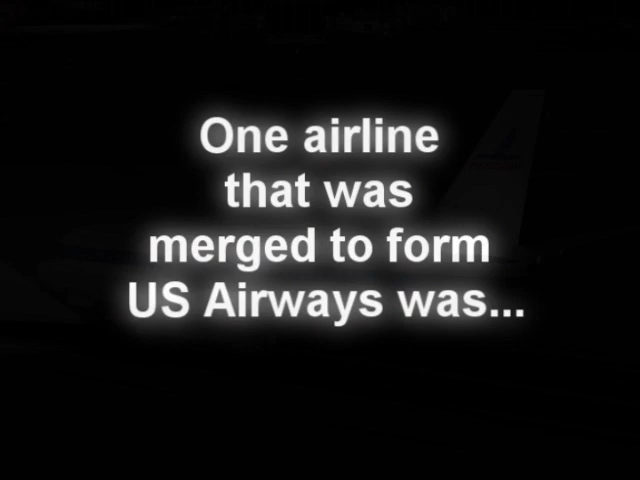 One airline
that was
merged to form
US Airways was...